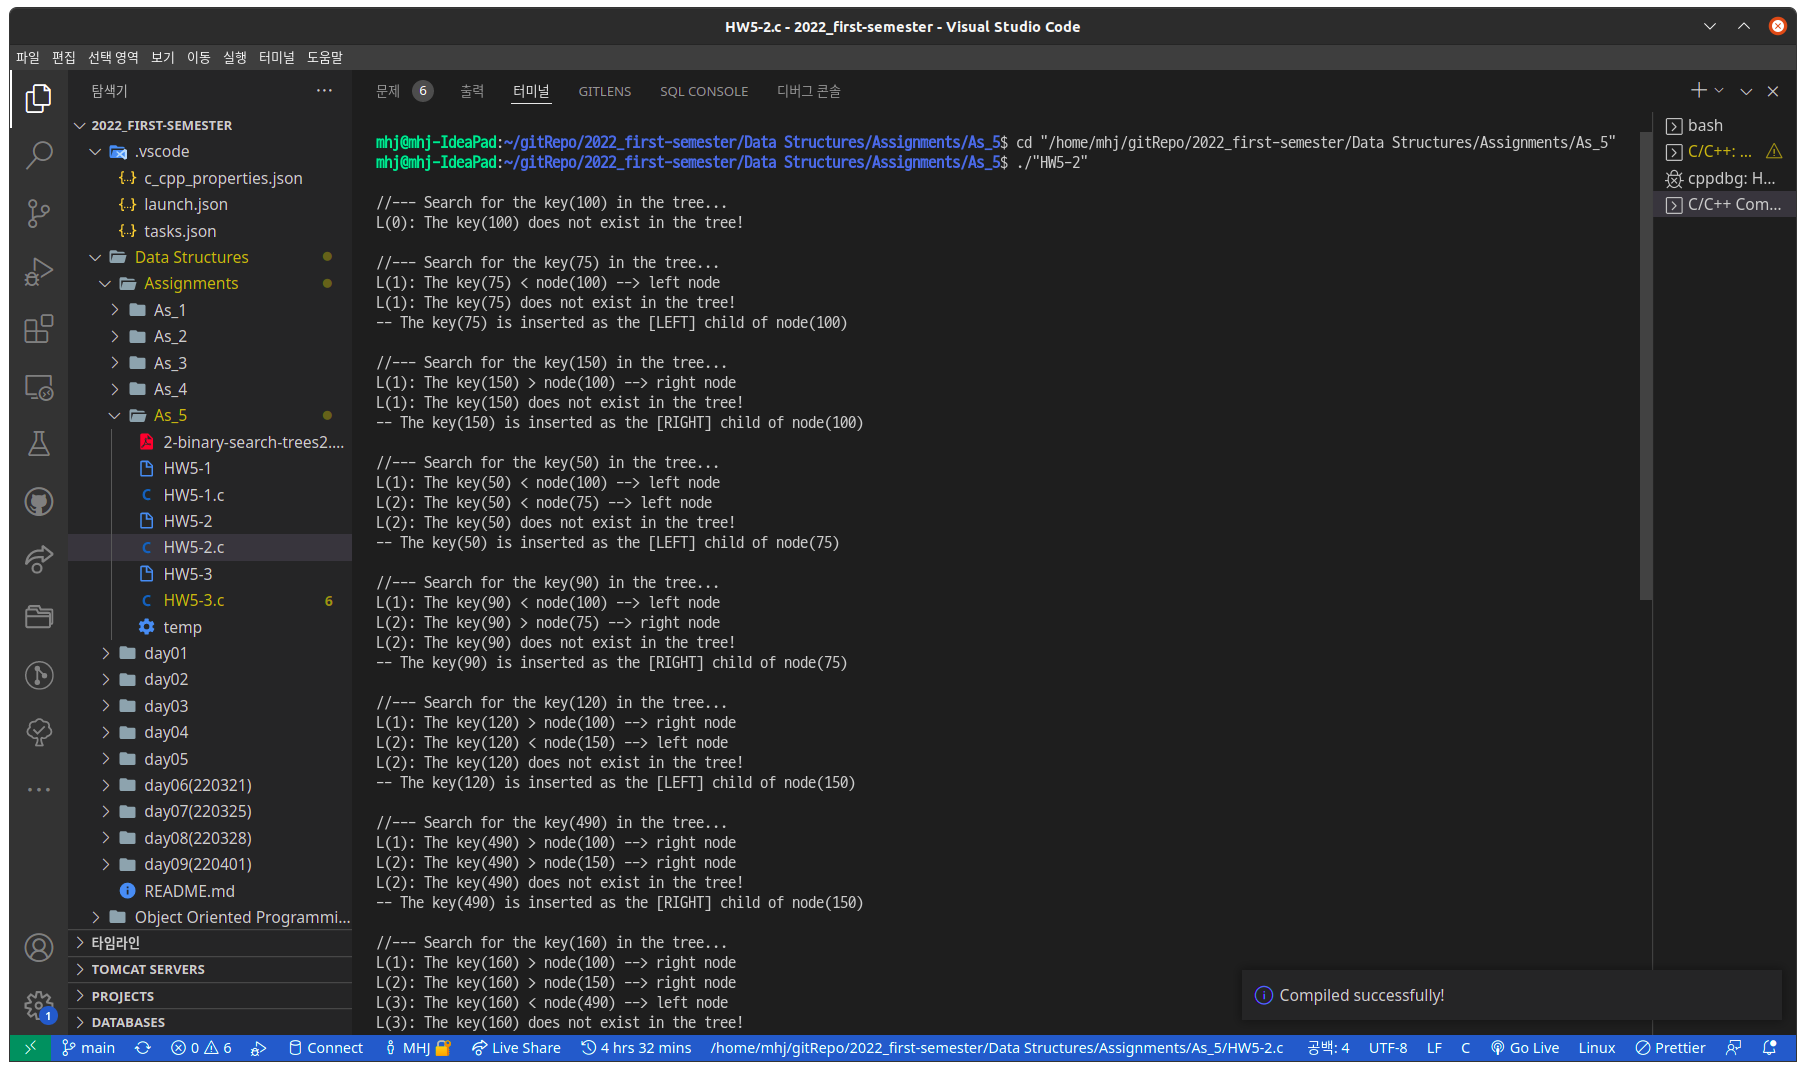 HW5-2.c - 2022_first-semester - Visual Studio Code
파일 편집 선택 영역 보기 이동 실행 터미널 도움말
탐색기
2022_FIRST-SEMESTER
.vscode
c_cpp_properties.json
launch.json
tasks.json
Data Structures
Assignments
As_1
As_2
As_3
As_4
As_5
2-binary-search-trees2....
HW5-1
HW5-1.c
HW5-2
HW5-2.c
HW5-3
HW5-3.c 6
temp
day01
day02
day03
day04
day05
day06(220321)
day07(220325)
day08(220328)
day09(220401)
README.md
Object Oriented Programmi...
타임라인
TOMCAT SERVERS
PROJECTS
DATABASES
1
문제 6 출력 터미널 GITLENS SQL CONSOLE 디버그 콘솔
mhj@mhj-IdeaPad:~/gitRepo/2022_first-semester/Data Structures/Assignments/As_5$ cd "/home/mhj/gitRepo/2022_first-semester/Data Structures/Assignments/As_5"
mhj@mhj-IdeaPad:~/gitRepo/2022_first-semester/Data Structures/Assignments/As_5$ ./"HW5-2"
//--- Search for the key(100) in the tree...
L(0): The key(100) does not exist in the tree!
//--- Search for the key(75) in the tree...
L(1): The key(75) < node(100) --> left node
L(1): The key(75) does not exist in the tree!
-- The key(75) is inserted as the [LEFT] child of node(100)
//--- Search for the key(150) in the tree...
L(1): The key(150) > node(100) --> right node
L(1): The key(150) does not exist in the tree!
-- The key(150) is inserted as the [RIGHT] child of node(100)
//--- Search for the key(50) in the tree...
L(1): The key(50) < node(100) --> left node
L(2): The key(50) < node(75) --> left node
L(2): The key(50) does not exist in the tree!
-- The key(50) is inserted as the [LEFT] child of node(75)
//--- Search for the key(90) in the tree...
L(1): The key(90) < node(100) --> left node
L(2): The key(90) > node(75) --> right node
L(2): The key(90) does not exist in the tree!
-- The key(90) is inserted as the [RIGHT] child of node(75)
//--- Search for the key(120) in the tree...
L(1): The key(120) > node(100) --> right node
L(2): The key(120) < node(150) --> left node
L(2): The key(120) does not exist in the tree!
-- The key(120) is inserted as the [LEFT] child of node(150)
//--- Search for the key(490) in the tree...
L(1): The key(490) > node(100) --> right node
L(2): The key(490) > node(150) --> right node
L(2): The key(490) does not exist in the tree!
-- The key(490) is inserted as the [RIGHT] child of node(150)
//--- Search for the key(160) in the tree...
L(1): The key(160) > node(100) --> right node
L(2): The key(160) > node(150) --> right node
L(3): The key(160) < node(490) --> left node
L(3): The key(160) does not exist in the tree!
bash
C/C++: ...
cppdbg: H...
C/C++ Com...
Compiled successfully!
main 0 6 Connect MHJ Live Share 4 hrs 32 mins /home/mhj/gitRepo/2022_first-semester/Data Structures/Assignments/As_5/HW5-2.c 공백: 4 UTF-8 LF C Go Live Linux Prettier